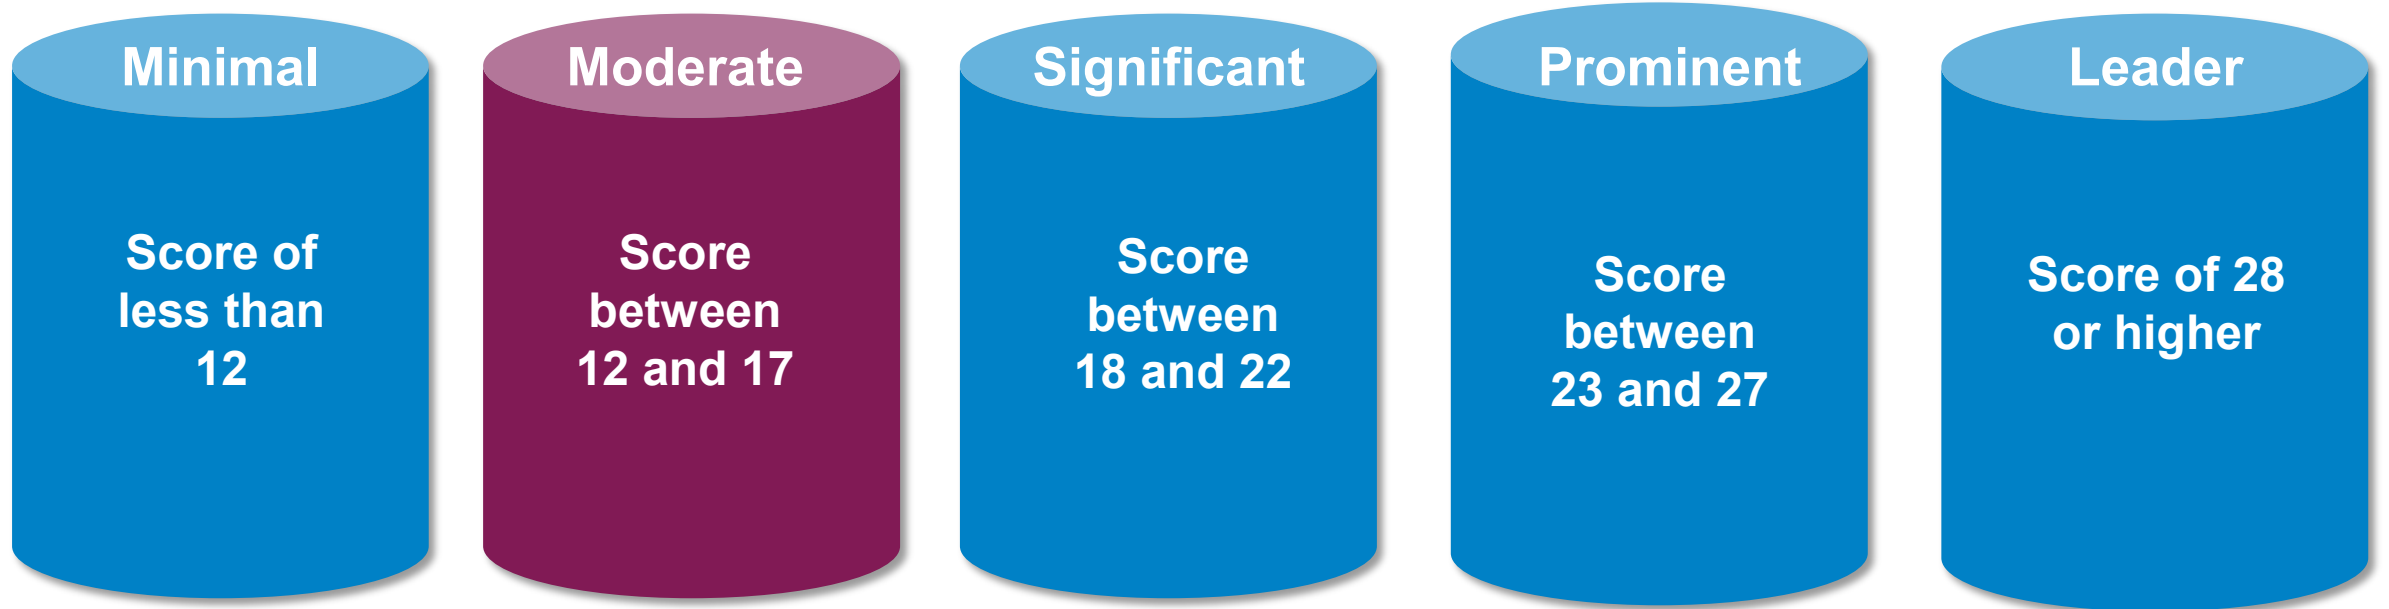 Minimal
Score of
less than
12
Moderate
Score
between
12 and 17
Significant
Score
between
18 and 22
Prominent
Score
between
23 and 27
Leader
Score of 28
or higher